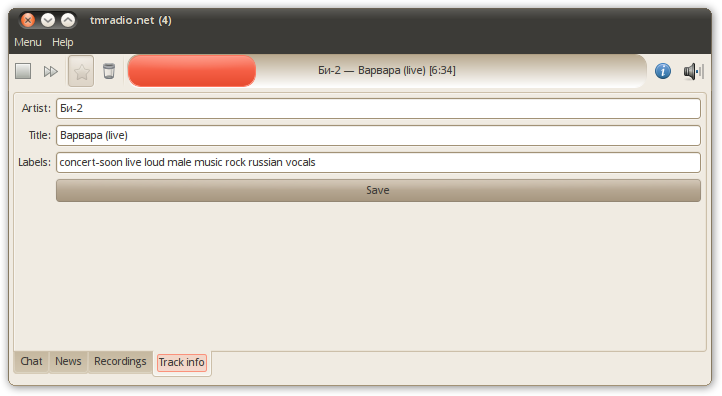 tmradio.net (4)
Menu Help
Би-2 — Варвара (live) [6:34]
Artist: Би-2
Title: Варвара (live)
Labels: concert-soon live loud male music rock russian vocals
Save
Chat News Recordings Track info